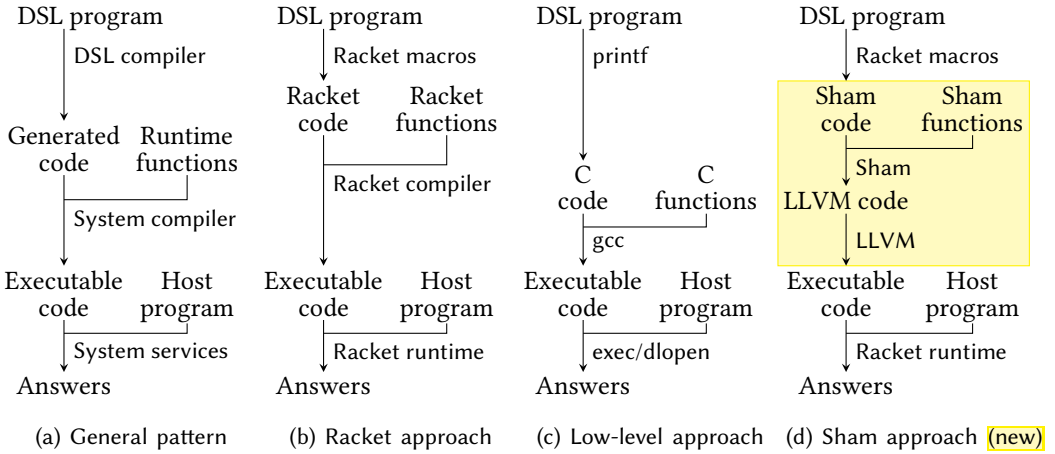 DSL program
DSL compiler
Generated
code
Runtime
functions
System compiler
Executable
code
Host
program
System services
Answers
(a) General pattern
DSL program
Racket macros
Racket
code
Racket
functions
Racket compiler
Executable
code
Host
program
Racket runtime
Answers
(b) Racket approach
DSL program
printf
C
code
C
functions
gcc
Executable
code
Host
program
exec/dlopen
Answers
(c) Low-level approach
DSL program
Racket macros
Sham
code
Sham
functions
Sham
LLVM code
LLVM
Executable
code
Host
program
Racket runtime
Answers
(d) Sham approach (new)